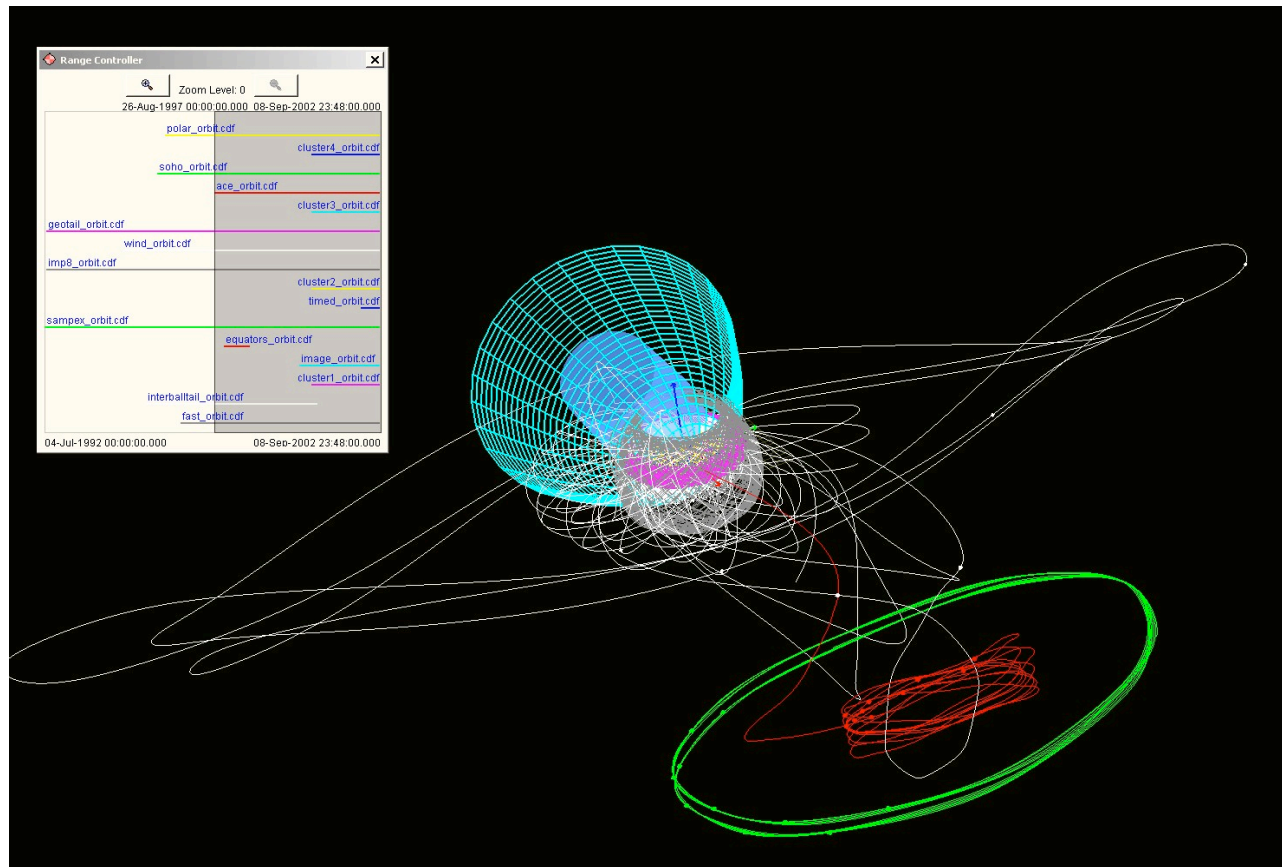 Range Controller
Zoom Level: 0
26-Aug-1997 00:00:00.000 08-Sep-2002 23:48:00.000
polar_orbit.cdf
cluster4_orbit.cdf
soho_orbit.cdf
ace_orbit.cdf
cluster3_orbit.cdf
geotail_orbit.cdf
wind_orbit.cdf
imp8_orbit.cdf
cluster2_orbit.cdf
timed_orbit.cdf
sampex_orbit.cdf
equators_orbit.cdf
image_orbit.cdf
cluster1_orbit.cdf
interballtail_orbit.cdf
fast_orbit.cdf
04-Jul-1992 00:00:00.000 08-Sep-2002 23:48:00.000